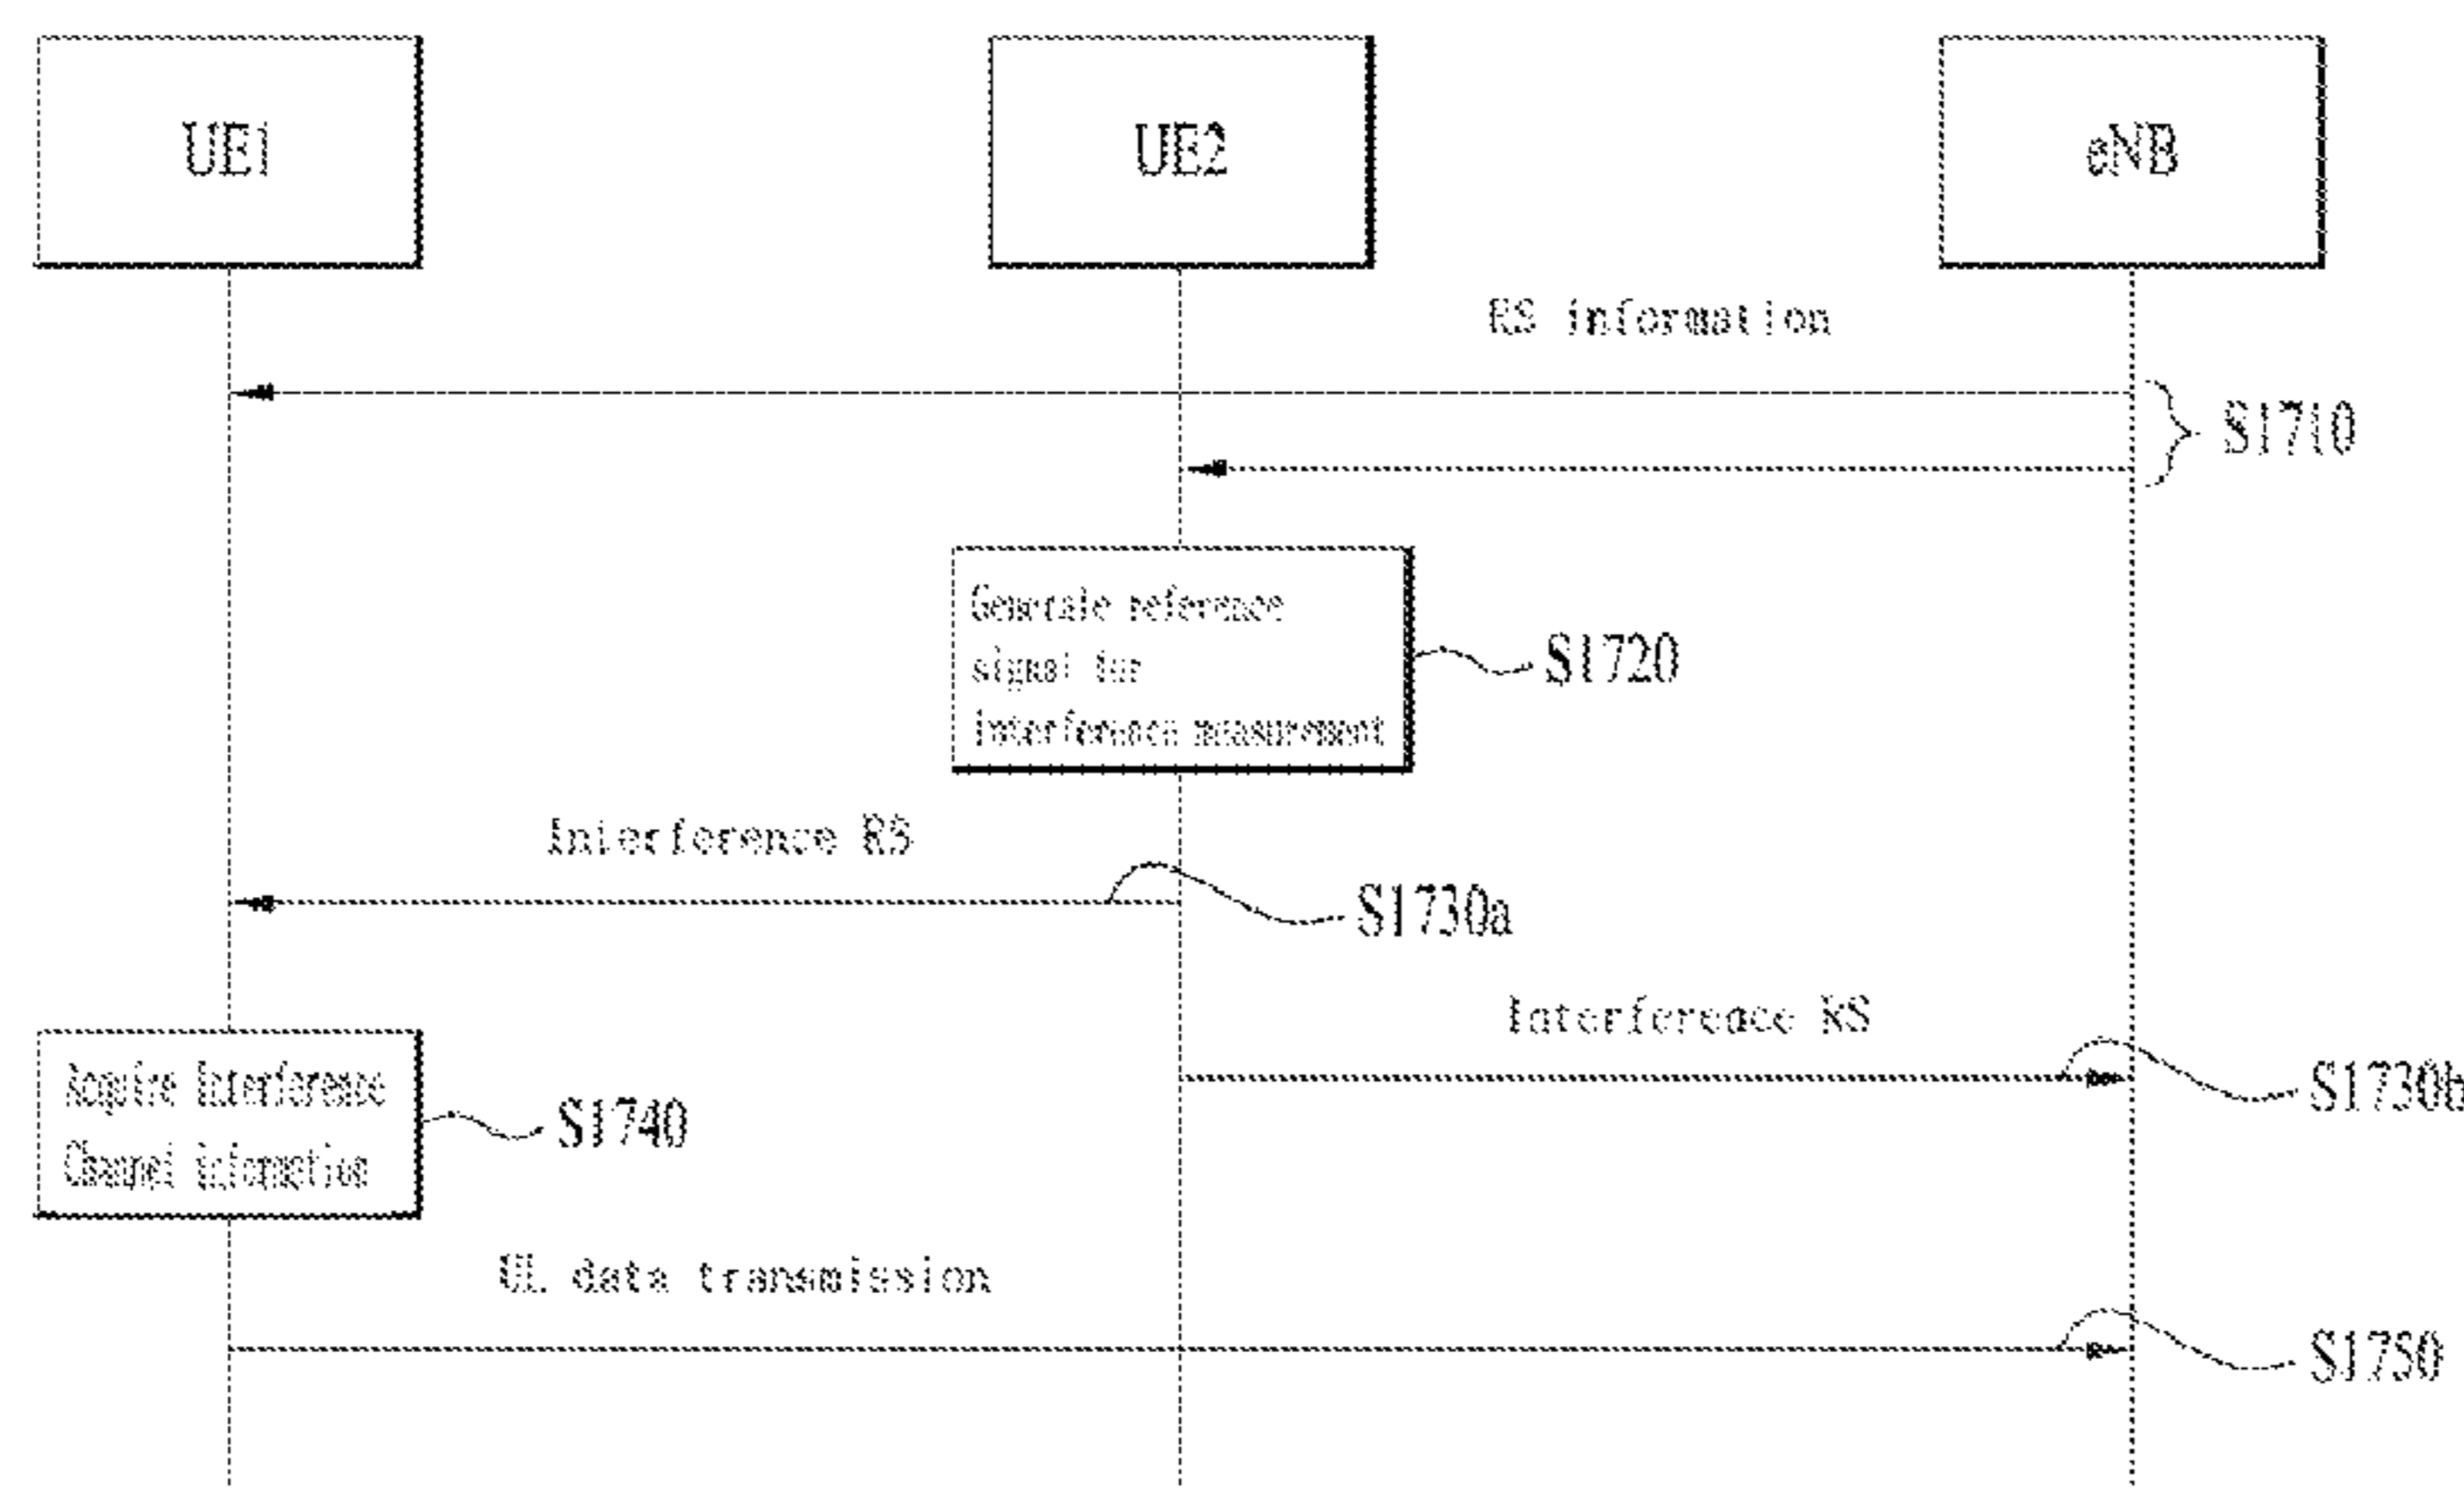 UE1
UE2
eNB
RS information
S1710
Generate reference
signal for
interference measurement
S1720
Interference RS
S1730a
Interference RS
S1730b
Acquire Interference
Channel information
S1740
UL data transmission
S1750